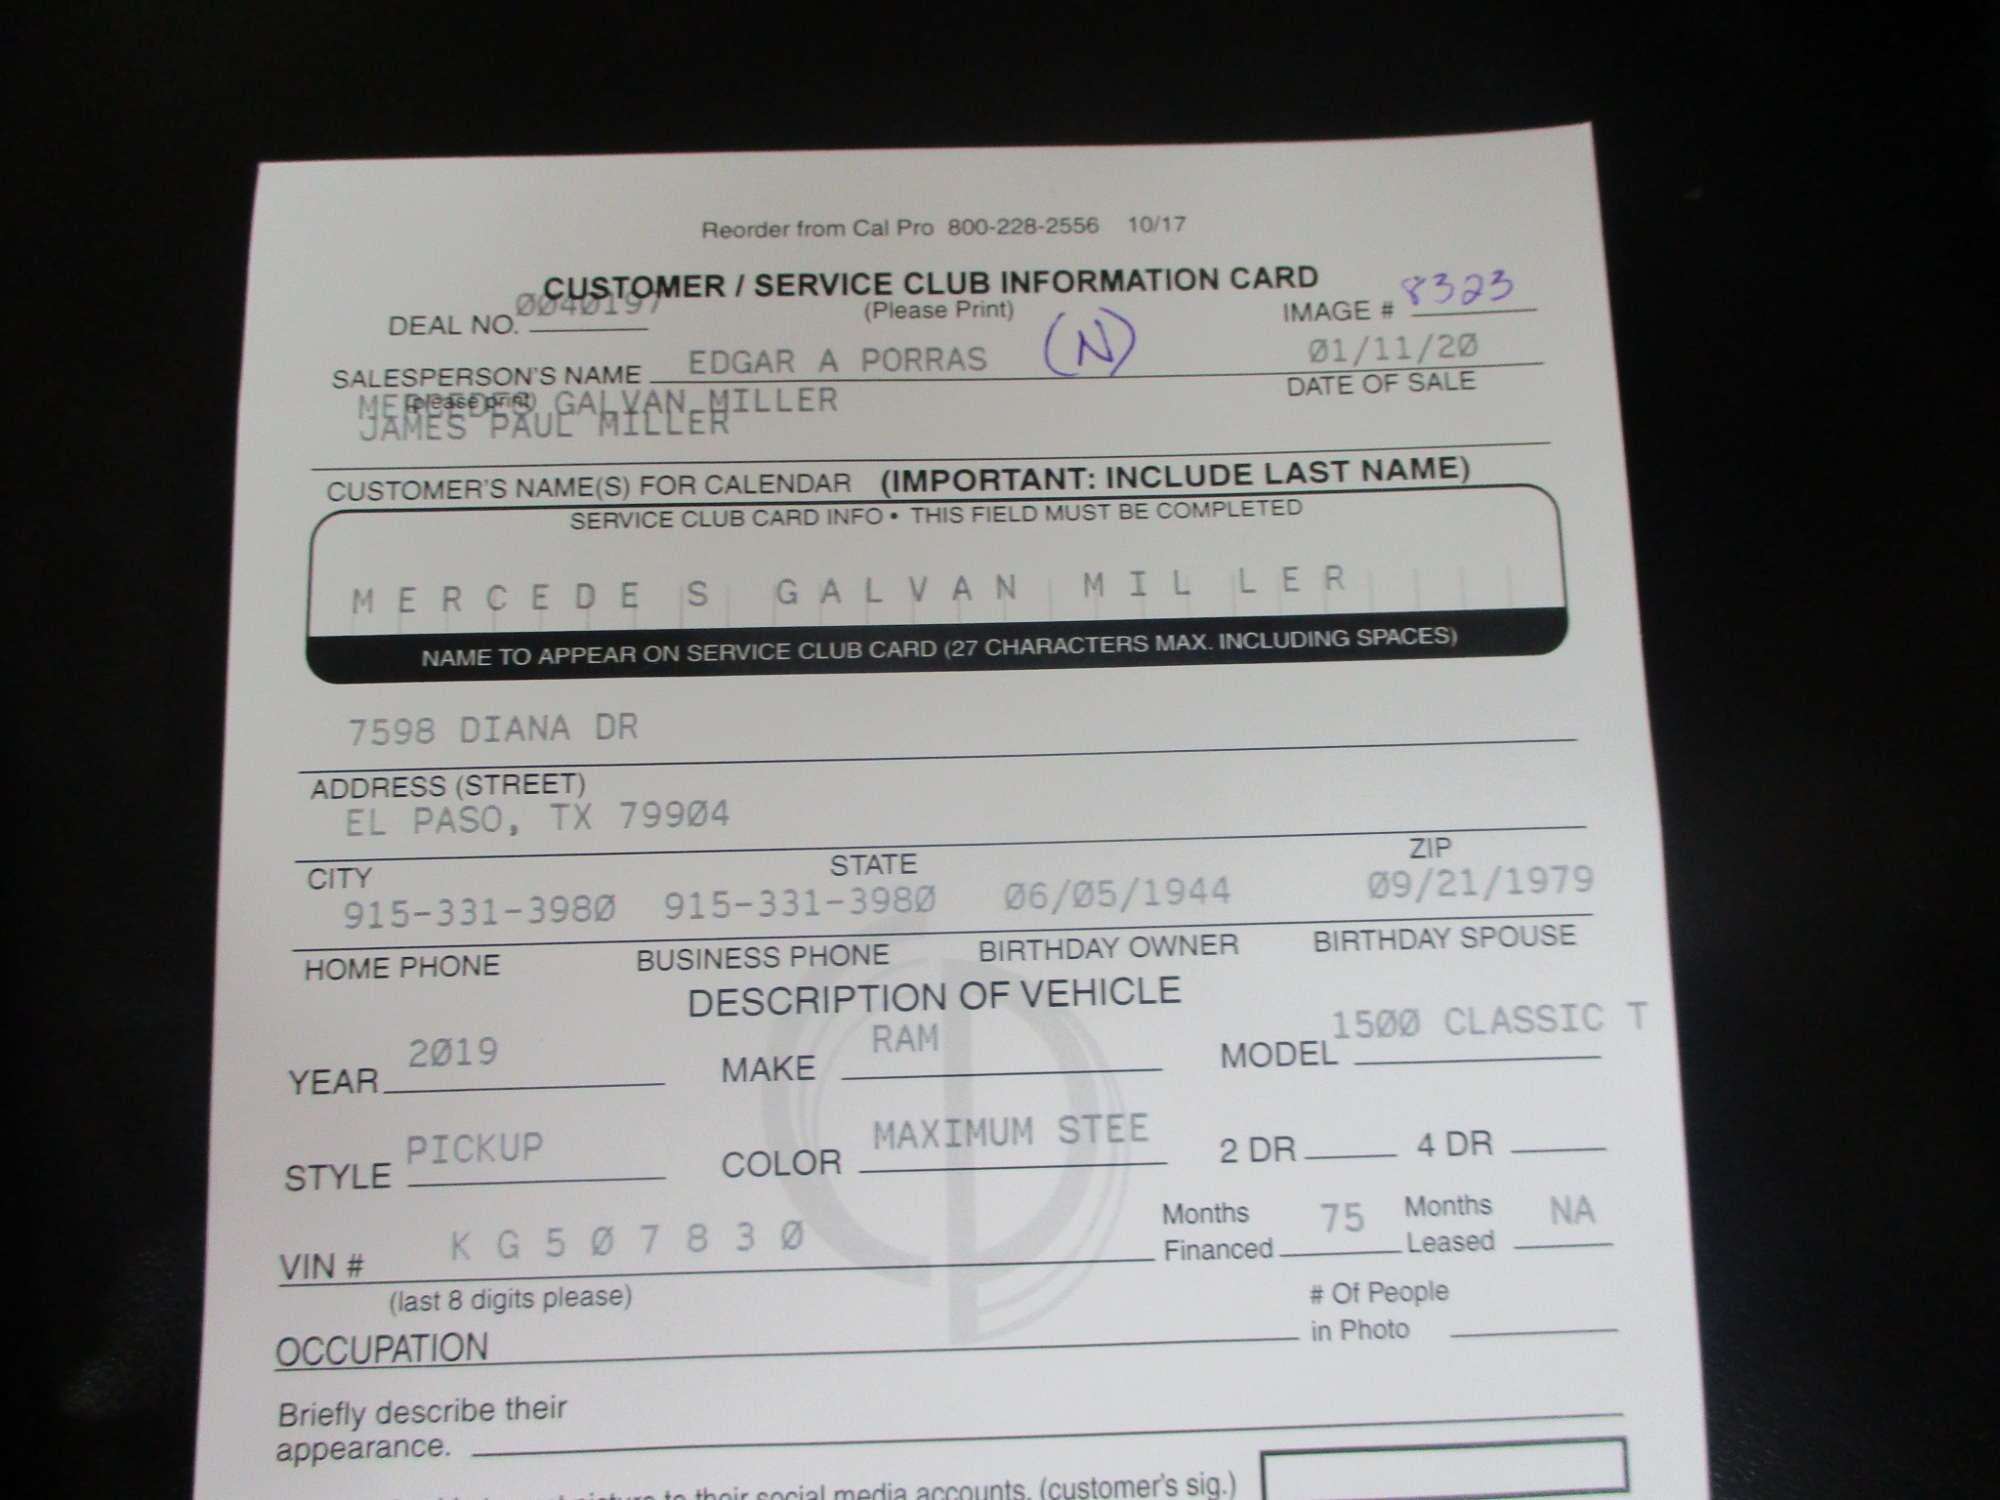 Reorder from Cal Pro 800-228-2556 10/17
CUSTOMER / SERVICE CLUB INFORMATION CARD
DEAL NO. 0040197 (Please Print) IMAGE # 8323
SALESPERSON'S NAME EDGAR A PORRAS (N) 01/11/20
(please print) DATE OF SALE
MERCEDES GALVAN MILLER
JAMES PAUL MILLER
CUSTOMER'S NAME(S) FOR CALENDAR (IMPORTANT: INCLUDE LAST NAME)
SERVICE CLUB CARD INFO • THIS FIELD MUST BE COMPLETED
MERCEDES GALVAN MILLER
NAME TO APPEAR ON SERVICE CLUB CARD (27 CHARACTERS MAX. INCLUDING SPACES)
7598 DIANA DR
ADDRESS (STREET)
EL PASO, TX 79904
CITY STATE ZIP
915-331-3980 915-331-3980 06/05/1944 09/21/1979
HOME PHONE BUSINESS PHONE BIRTHDAY OWNER BIRTHDAY SPOUSE
DESCRIPTION OF VEHICLE
YEAR 2019 MAKE RAM MODEL 1500 CLASSIC T
STYLE PICKUP COLOR MAXIMUM STEE 2 DR 4 DR
VIN # KG507830 Months Financed 75 Months Leased NA
(last 8 digits please)
OCCUPATION # Of People in Photo
Briefly describe their
appearance.
to their social media accounts. (customer's sig.)